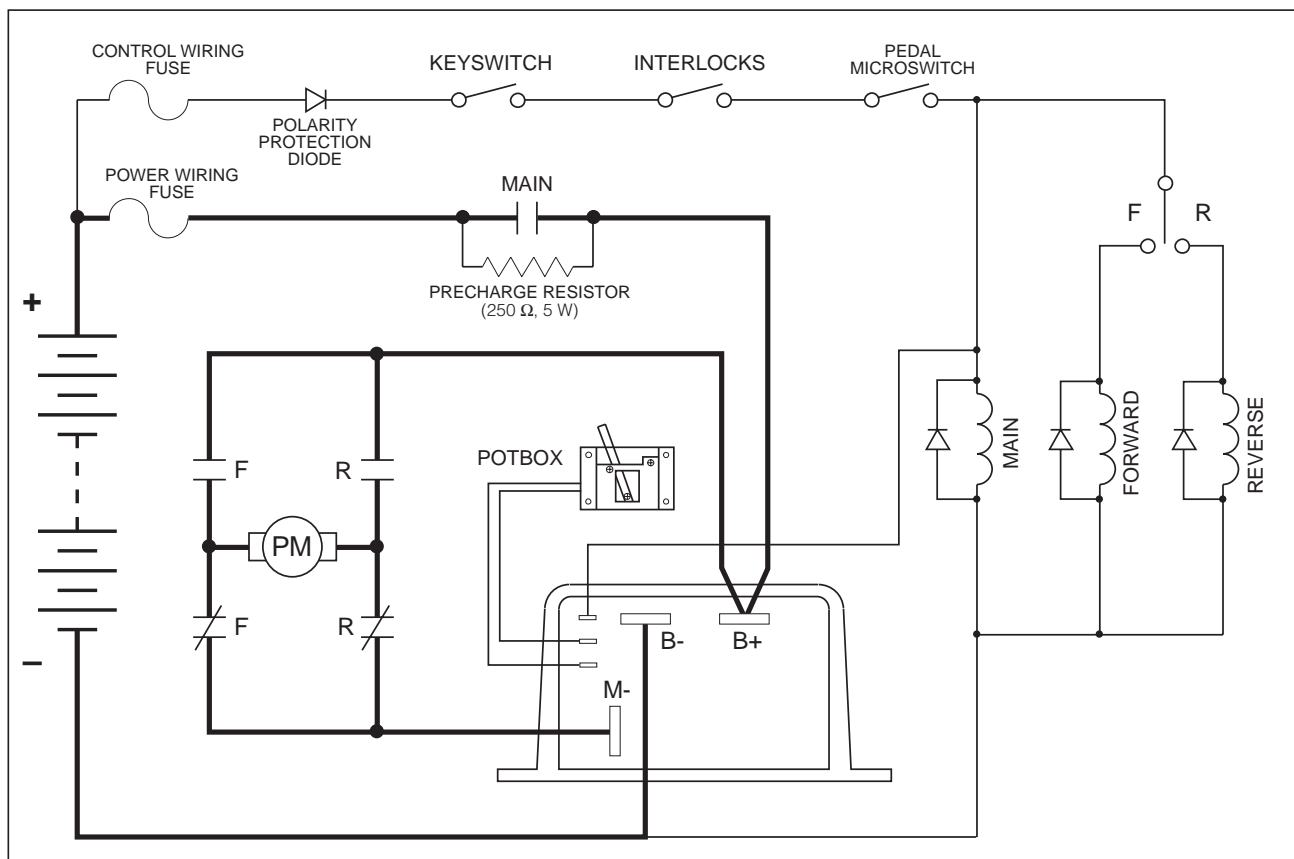 CONTROL WIRING
FUSE
KEYSWITCH
INTERLOCKS
PEDAL
MICROSWITCH
POLARITY
PROTECTION
DIODE
POWER WIRING
FUSE
MAIN
F
R
PRECHARGE RESISTOR
(250 Ω, 5 W)
+
F
R
POTBOX
MAIN
FORWARD
REVERSE
PM
F
R
B-
B+
–
M-